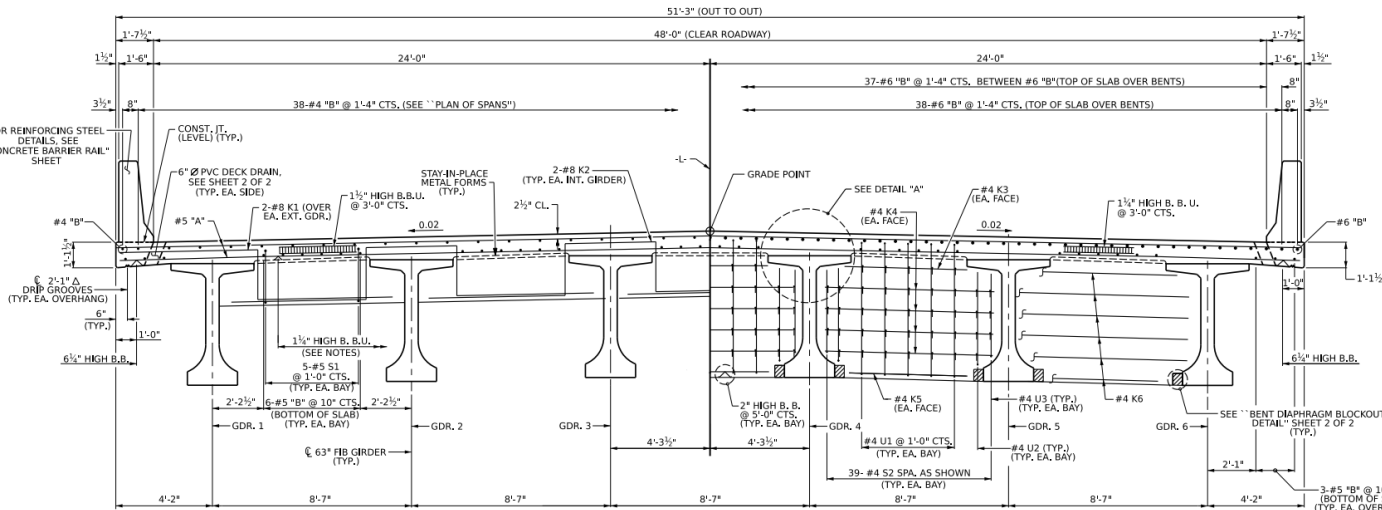 51'-3" (OUT TO OUT)
1'-7½"
48'-0" (CLEAR ROADWAY)
1'-7½"
1½"
1'-6"
24'-0"
24'-0"
1'-6"
1½"
37-#6 "B" @ 1'-4" CTS. BETWEEN #6 "B"(TOP OF SLAB OVER BENTS)
8"
3½"
8"
38-#4 "B" @ 1'-4" CTS. (SEE ``PLAN OF SPANS")
38-#6 "B" @ 1'-4" CTS. (TOP OF SLAB OVER BENTS)
8"
3½"
OR REINFORCING STEEL
DETAILS, SEE
ONCRETE BARRIER RAIL"
SHEET
CONST. JT.
(LEVEL) (TYP.)
6" Ø PVC DECK DRAIN,
SEE SHEET 2 OF 2
(TYP. EA. SIDE)
2-#8 K1 (OVER
EA. EXT. GDR.)
#4 "B"
#5 "A"
1½" HIGH B.B.U.
@ 3'-0" CTS.
STAY-IN-PLACE
METAL FORMS
(TYP.)
2-#8 K2
(TYP. EA. INT. GIRDER)
2½" CL.
0.02
-L-
GRADE POINT
SEE DETAIL "A"
#4 K3
(EA. FACE)
#4 K4
(EA. FACE)
0.02
1¼" HIGH B. B. U.
@ 3'-0" CTS.
#6 "B"
1'-1½"
1'-1½"
℄ 2'-1" Δ
DRIP GROOVES
(TYP. EA. OVERHANG)
6"
(TYP.)
1'-0"
6¼" HIGH B.B.
1'-0"
6¼" HIGH B.B.
1¼" HIGH B. B.U.
(SEE NOTES)
5-#5 S1
@ 1'-0" CTS.
(TYP. EA. BAY)
2'-2½"
6-#5 "B" @ 10" CTS.
(BOTTOM OF SLAB)
(TYP. EA. BAY)
2'-2½"
GDR. 1
GDR. 2
GDR. 3
℄ 63" FIB GIRDER
(TYP.)
4'-3½"
4'-3½"
2" HIGH B. B.
@ 5'-0" CTS.
(TYP. EA. BAY)
GDR. 4
#4 K5
(EA. FACE)
#4 U1 @ 1'-0" CTS.
(TYP. EA. BAY)
39- #4 S2 SPA. AS SHOWN
(TYP. EA. BAY)
#4 U3 (TYP.)
(TYP. EA. BAY)
GDR. 5
#4 U2 (TYP.)
(TYP. EA. BAY)
#4 K6
SEE ``BENT DIAPHRAGM BLOCKOUT
DETAIL" SHEET 2 OF 2
(TYP.)
GDR. 6
2'-1"
3-#5 "B" @ 1
(BOTTOM OF S
(TYP. EA. OVER
4'-2"
8'-7"
8'-7"
8'-7"
8'-7"
8'-7"
4'-2"